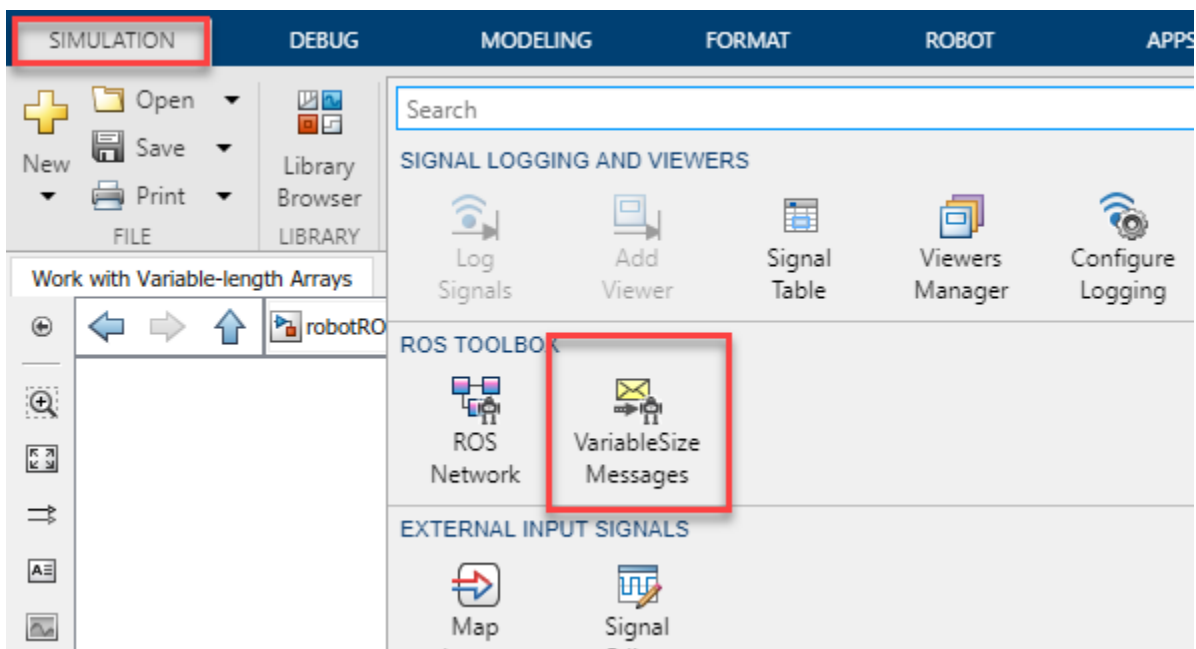 SIMULATION DEBUG MODELING FORMAT ROBOT APPS
Open
Save
Print
New
Library
Browser
FILE LIBRARY
Search
SIGNAL LOGGING AND VIEWERS
Log
Signals
Add
Viewer
Signal
Table
Viewers
Manager
Configure
Logging
Work with Variable-length Arrays
robotRO
ROS TOOLBOX
ROS
Network
VariableSize
Messages
EXTERNAL INPUT SIGNALS
Map
Signal